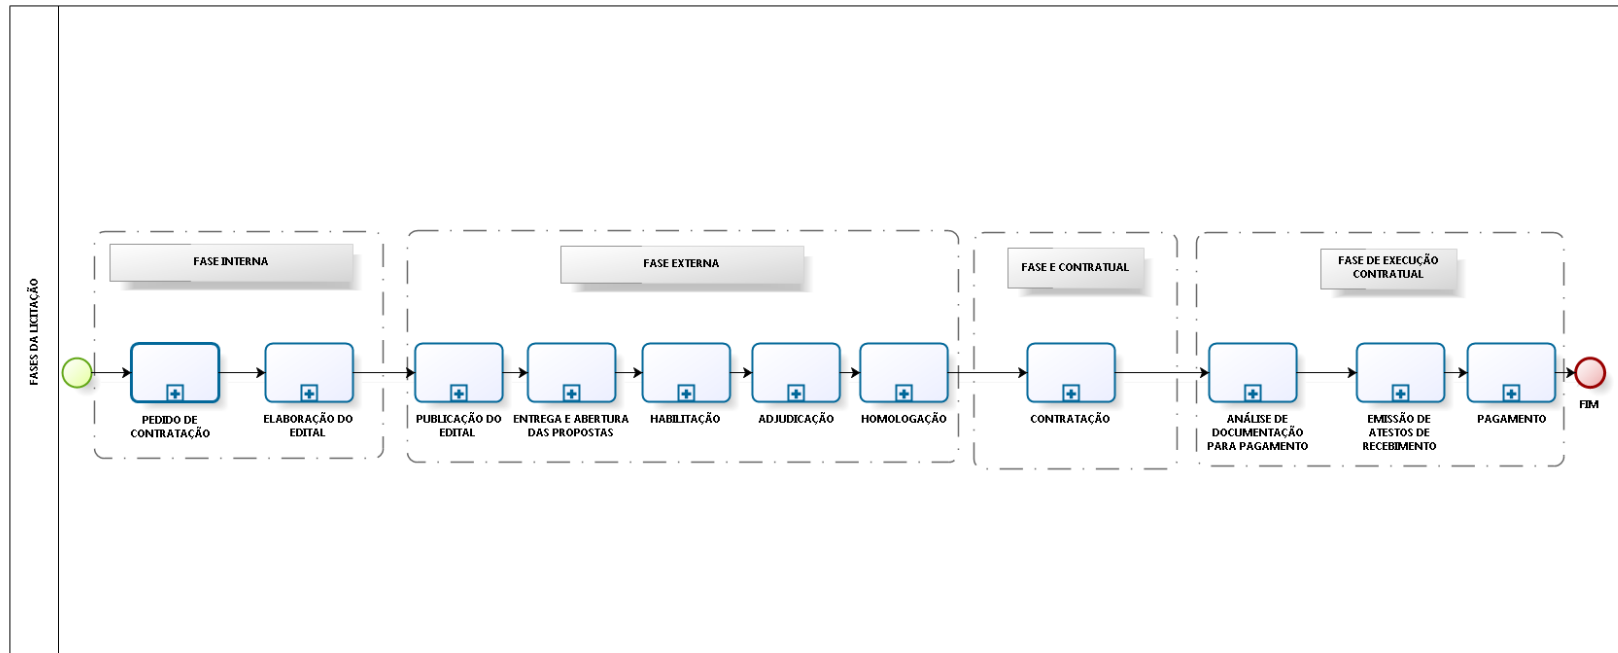 FASES DA LICITAÇÃO
FASE INTERNA
PEDIDO DE
CONTRATAÇÃO
ELABORAÇÃO DO
EDITAL
FASE EXTERNA
PUBLICAÇÃO DO
EDITAL
ENTREGA E ABERTURA
DAS PROPOSTAS
HABILITAÇÃO
ADJUDICAÇÃO
HOMOLOGAÇÃO
FASE E CONTRATUAL
CONTRATAÇÃO
FASE DE EXECUÇÃO
CONTRATUAL
ANÁLISE DE
DOCUMENTAÇÃO
PARA PAGAMENTO
EMISSÃO DE
ATESTOS DE
RECEBIMENTO
PAGAMENTO
FIM